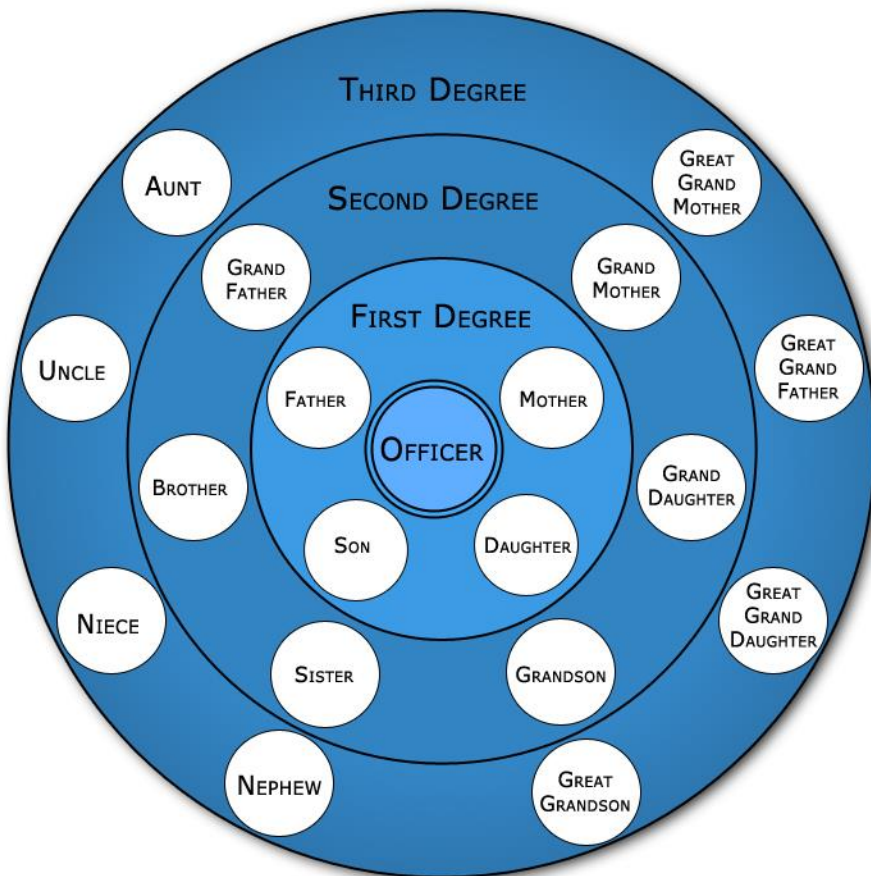 Third Degree
Aunt
Great
Grand
Mother
Second Degree
Grand
Father
Grand
Mother
First Degree
Uncle
Great
Grand
Father
Father
Mother
Officer
Brother
Grand
Daughter
Son
Daughter
Niece
Great
Grand
Daughter
Sister
Grandson
Nephew
Great
Grandson